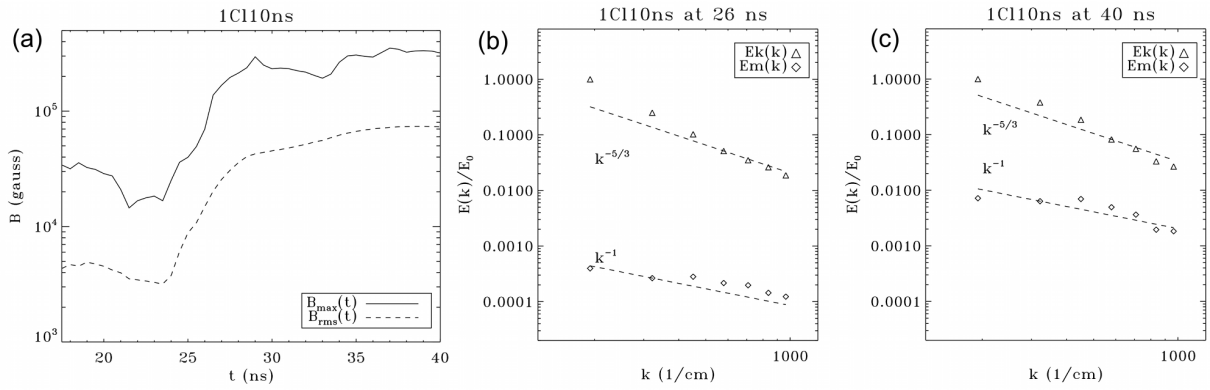 (a)
1Cl10ns
B (gauss)
10^5
10^4
10^3
B_max(t)
B_rms(t)
20 25 30 35 40
t (ns)
(b)
1Cl10ns at 26 ns
Ek(k)
Em(k)
E(k)/E_0
1.0000
0.1000
0.0100
0.0010
0.0001
k^-5/3
k^-1
1000
k (1/cm)
(c)
1Cl10ns at 40 ns
Ek(k)
Em(k)
E(k)/E_0
1.0000
0.1000
0.0100
0.0010
0.0001
k^-5/3
k^-1
1000
k (1/cm)